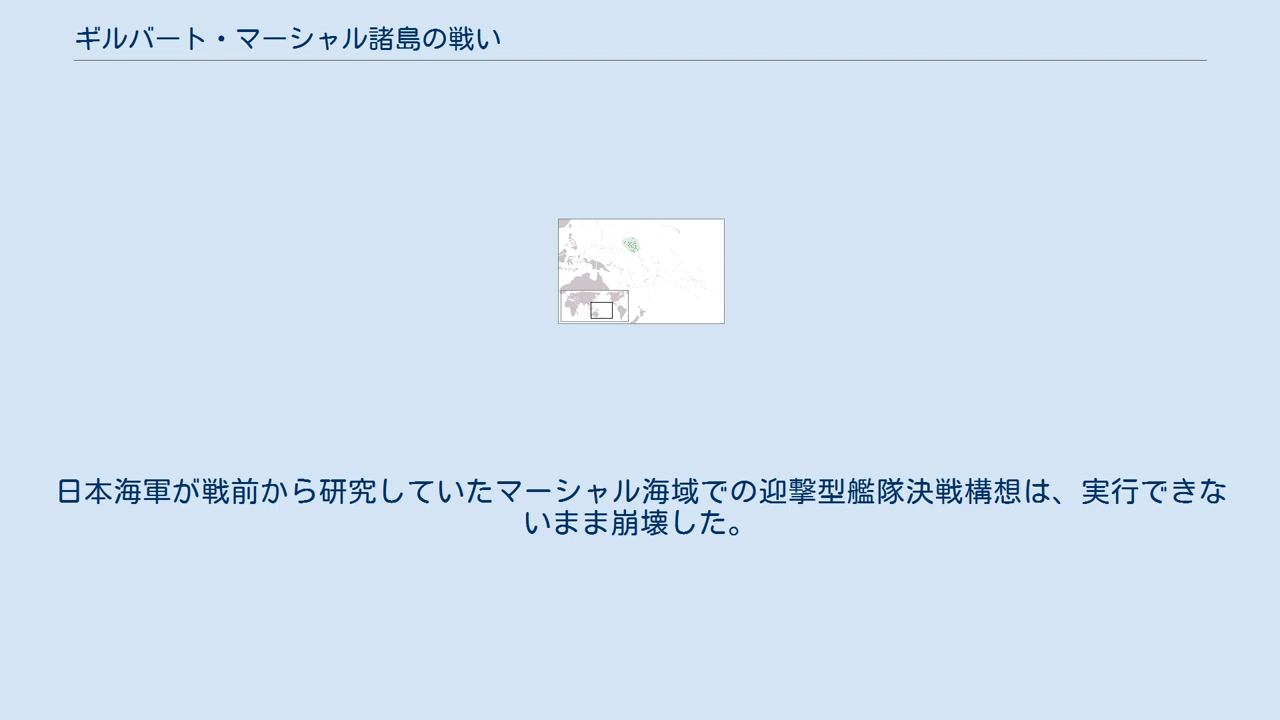 ギルバート・マーシャル諸島の戦い
日本海軍が戦前から研究していたマーシャル海域での迎撃型艦隊決戦構想は、実行できな
いまま崩壊した。